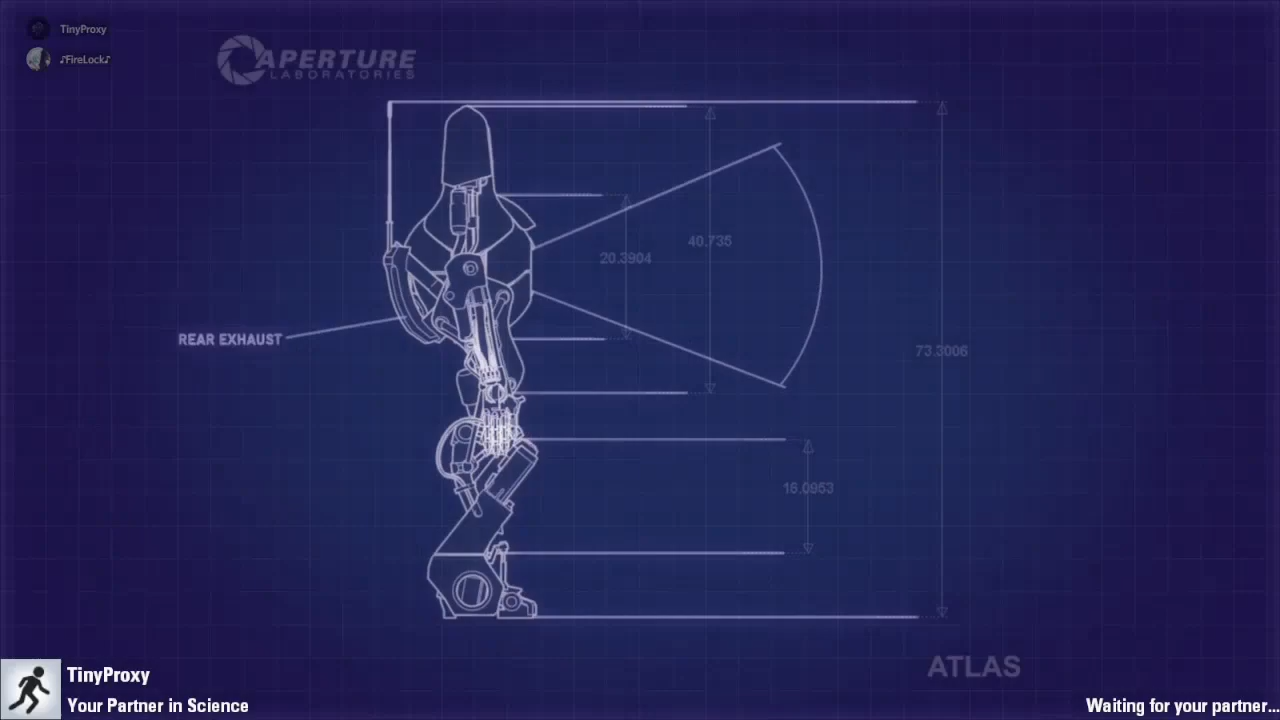 TinyProxy
♪FireLock♪
APERTURE
LABORATORIES
40.735
20.3904
REAR EXHAUST
73.3006
16.0953
ATLAS
TinyProxy
Your Partner in Science
Waiting for your partner...